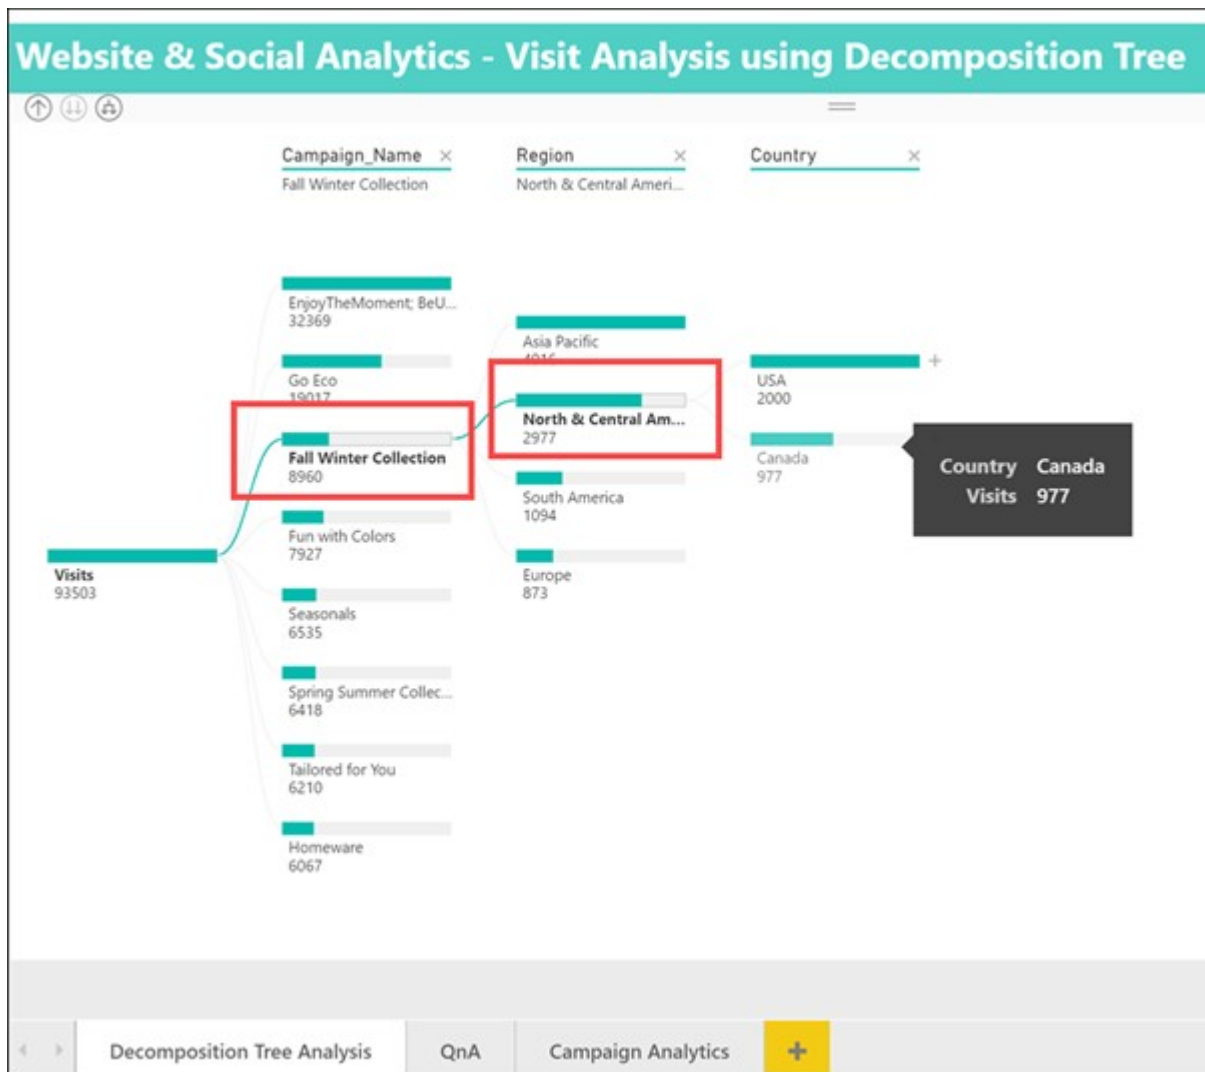 Website & Social Analytics - Visit Analysis using Decomposition Tree
Campaign_Name
Fall Winter Collection
Region
North & Central Ameri...
Country
EnjoyTheMoment; BeU...
32369
Go Eco
19017
Fall Winter Collection
8960
Fun with Colors
7927
Seasonals
6535
Spring Summer Collec...
6418
Tailored for You
6210
Homeware
6067
Visits
93503
Asia Pacific
4016
North & Central Am...
2977
South America
1094
Europe
873
USA
2000
Canada
977
Country Canada
Visits 977
Decomposition Tree Analysis
QnA
Campaign Analytics